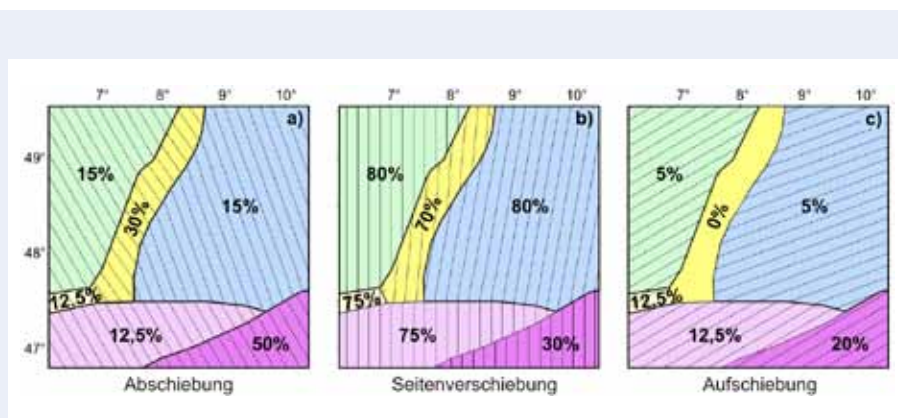 7° 8° 9° 10° 7° 8° 9° 10° 7° 8° 9° 10°
a) b) c)
49°
15% 80% 5%
30% 15% 70% 80% 0% 5%
48°
12.5% 75% 12,5%
12,5% 75% 12,5%
47° 50% 30% 20%
Abschiebung Seitenverschiebung Aufschiebung